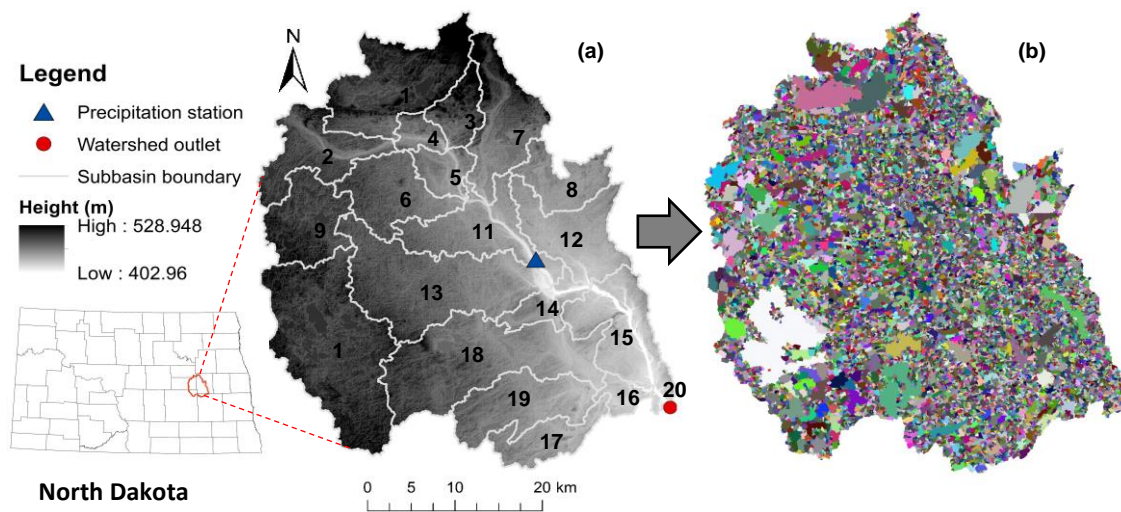 Legend
Precipitation station
Watershed outlet
Subbasin boundary
Height (m)
High : 528.948
Low : 402.96
North Dakota
N
(a)
1
3
2
4
7
5
8
6
9
11
12
13
14
1
18
15
19
16
20
17
0 5 10 20 km
(b)